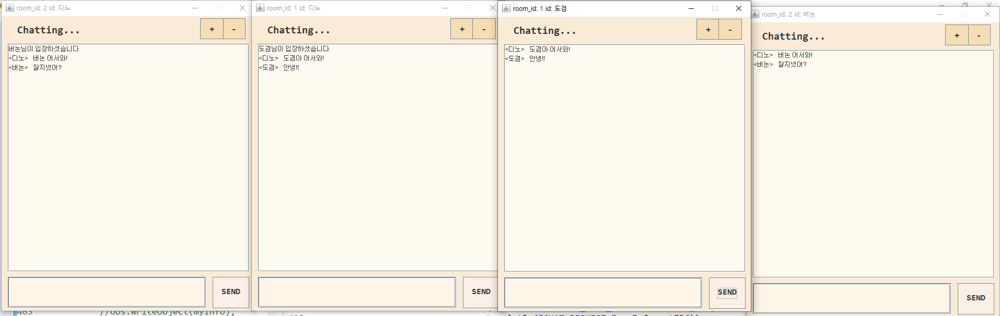 room_id: 2 id: 디노
Chatting...
+
-
버논님이 입장하셨습니다.
<디노> 버논 어서와!
<버논> 잘지냈어?
SEND
room_id: 1 id: 디노
Chatting...
+
-
도겸님이 입장하셨습니다.
<디노> 도겸아 어서와!
<도겸> 안녕!!
SEND
room_id: 1 id: 도겸
Chatting...
+
-
<디노> 도겸아 어서와!
<도겸> 안녕!!
SEND
room_id: 2 id: 버논
Chatting...
+
-
<디노> 버논 어서와!
<버논> 잘지냈어?
SEND
463 //oos.writeObject(myInfo);